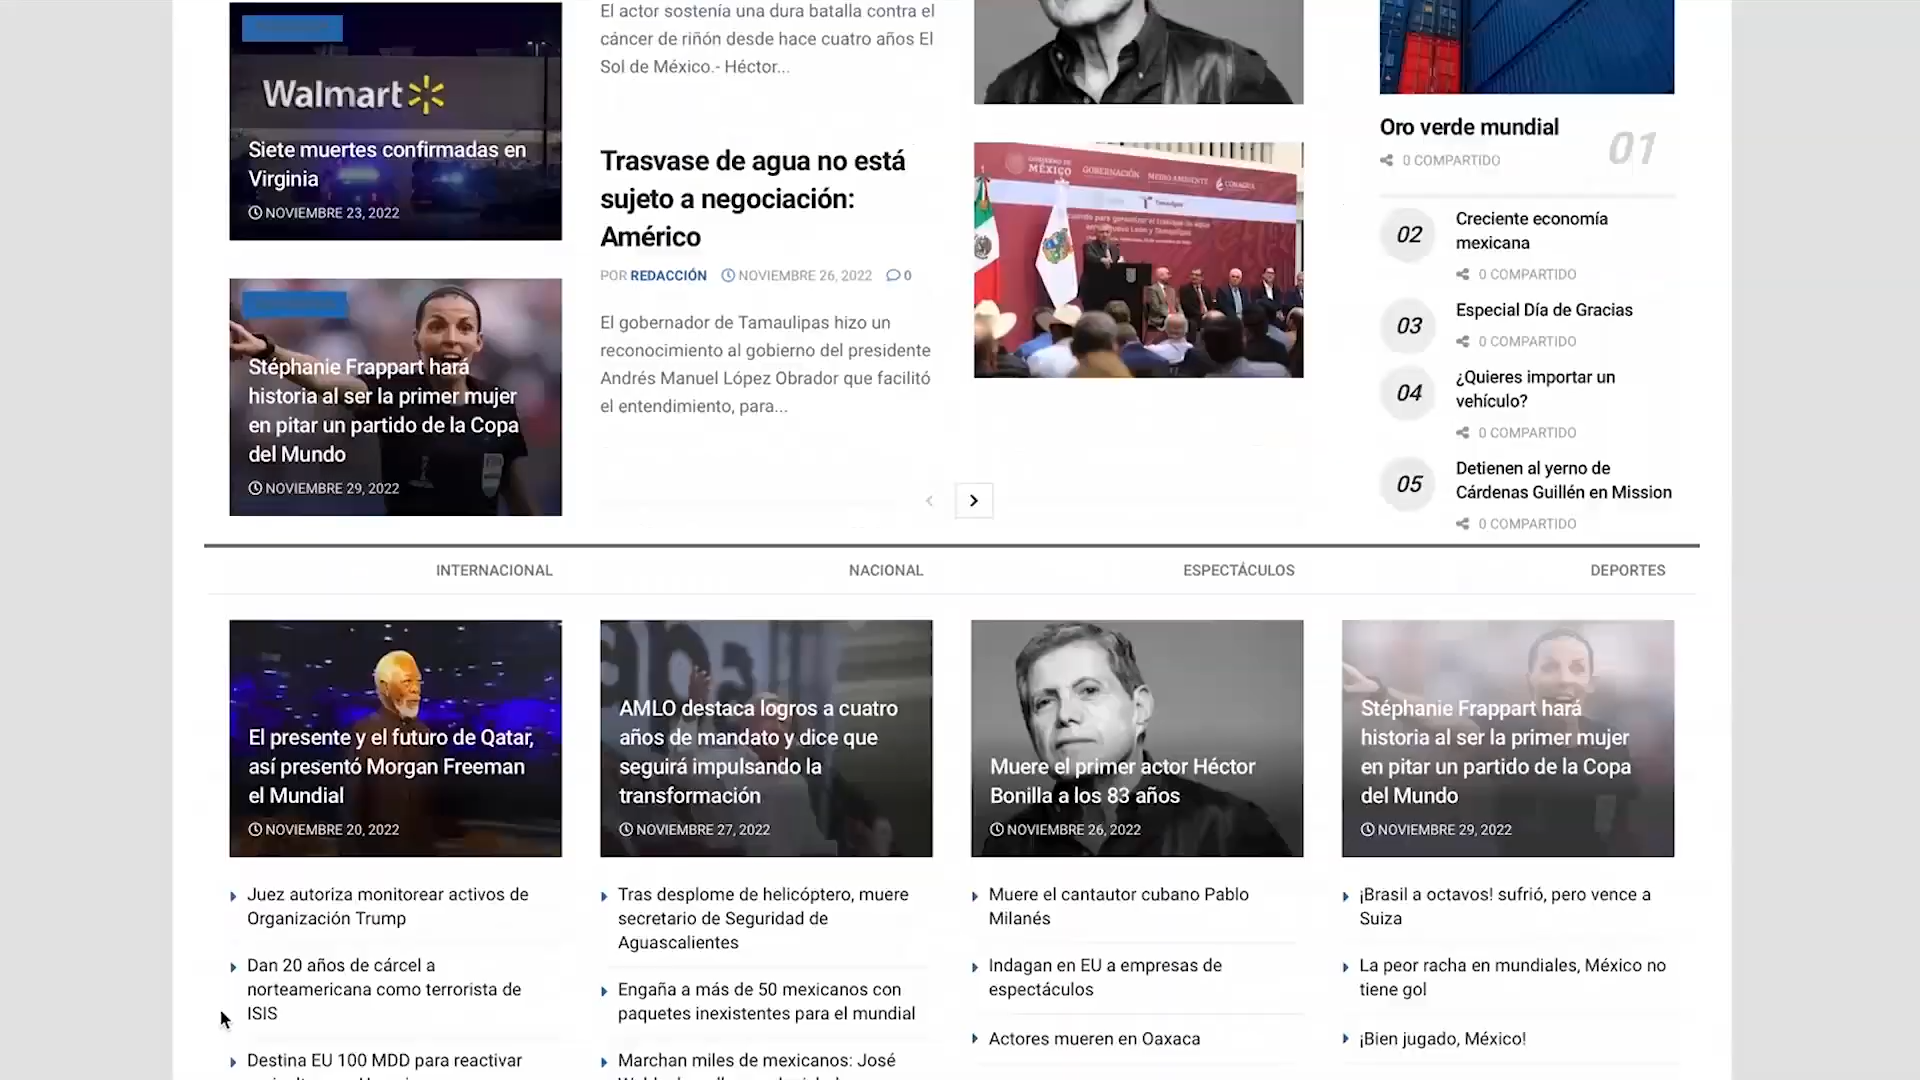 Walmart
Siete muertes confirmadas en
Virginia
NOVIEMBRE 23, 2022
Stéphanie Frappart hará
historia al ser la primer mujer
en pitar un partido de la Copa
del Mundo
NOVIEMBRE 29, 2022
El actor sostenía una dura batalla contra el
cáncer de riñón desde hace cuatro años El
Sol de México.- Héctor...
Trasvase de agua no está
sujeto a negociación:
Américo
POR REDACCIÓN NOVIEMBRE 26, 2022 0
El gobernador de Tamaulipas hizo un
reconocimiento al gobierno del presidente
Andrés Manuel López Obrador que facilitó
el entendimiento, para...
MÉXICO
GOBERNACIÓN
MEDIO AMBIENTE
CONAGUA
Oro verde mundial
0 COMPARTIDO
01
02
Creciente economía
mexicana
0 COMPARTIDO
03
Especial Día de Gracias
0 COMPARTIDO
04
¿Quieres importar un
vehículo?
0 COMPARTIDO
05
Detienen al yerno de
Cárdenas Guillén en Mission
0 COMPARTIDO
INTERNACIONAL
NACIONAL
ESPECTÁCULOS
DEPORTES
El presente y el futuro de Qatar,
así presentó Morgan Freeman
el Mundial
NOVIEMBRE 20, 2022
Juez autoriza monitorear activos de
Organización Trump
Dan 20 años de cárcel a
norteamericana como terrorista de
ISIS
Destina EU 100 MDD para reactivar
AMLO destaca logros a cuatro
años de mandato y dice que
seguirá impulsando la
transformación
NOVIEMBRE 27, 2022
Tras desplome de helicóptero, muere
secretario de Seguridad de
Aguascalientes
Engaña a más de 50 mexicanos con
paquetes inexistentes para el mundial
Marchan miles de mexicanos: José
Muere el primer actor Héctor
Bonilla a los 83 años
NOVIEMBRE 26, 2022
Muere el cantautor cubano Pablo
Milanés
Indagan en EU a empresas de
espectáculos
Actores mueren en Oaxaca
Stéphanie Frappart hará
historia al ser la primer mujer
en pitar un partido de la Copa
del Mundo
NOVIEMBRE 29, 2022
¡Brasil a octavos! sufrió, pero vence a
Suiza
La peor racha en mundiales, México no
tiene gol
¡Bien jugado, México!